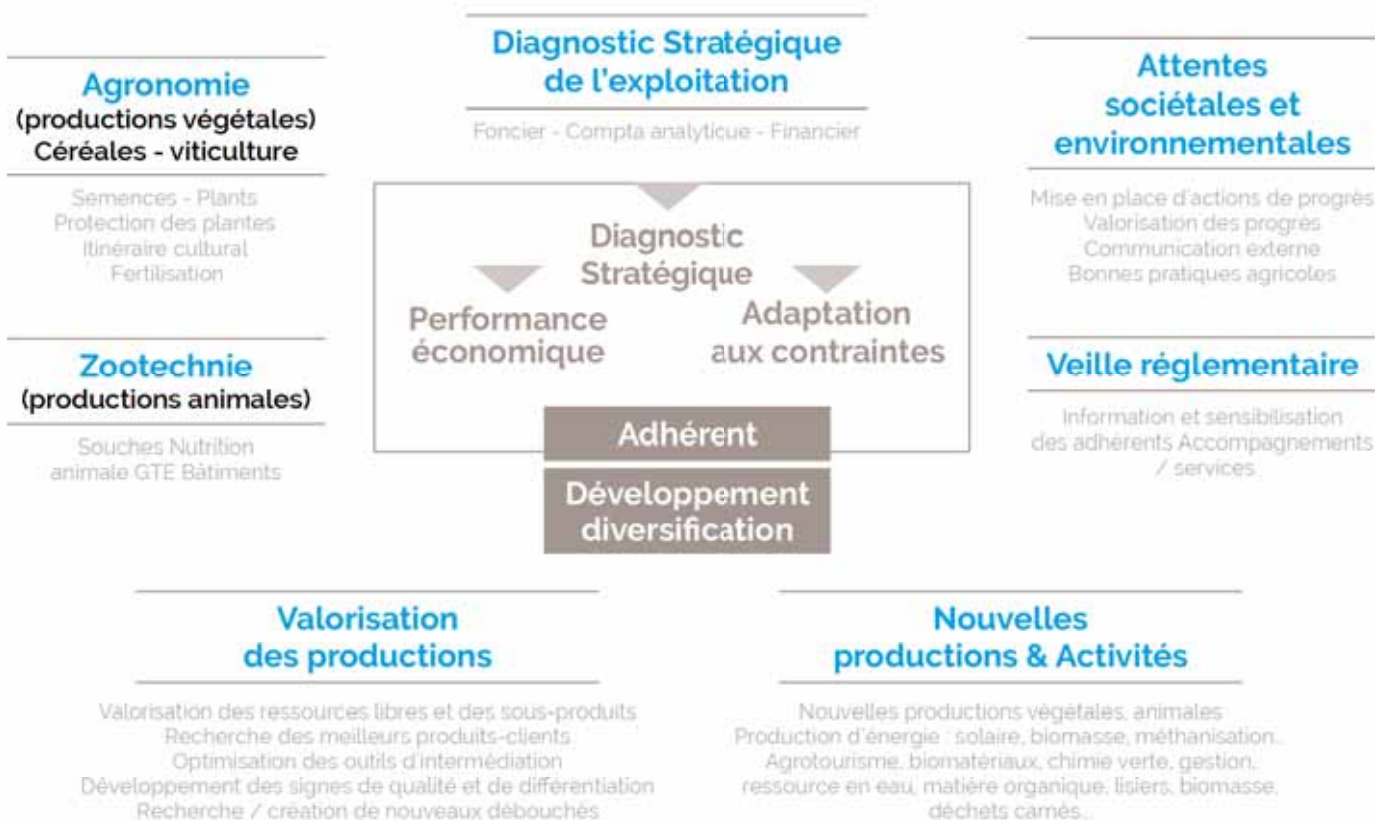 Diagnostic Stratégique
de l'exploitation
Foncier - Compta analytique - Financier
Agronomie
(productions végétales)
Céréales - viticulture
Semences - Plants
Protection des plantes
Itinéraire cultural
Fertilisation
Attentes
sociétales et
environnementales
Mise en place d'actions de progrès
Valorisation des progrès
Communication externe
Bonnes pratiques agricoles
Diagnostic
Stratégique
Performance
économique
Adaptation
aux contraintes
Zootechnie
(productions animales)
Souches Nutrition
animale GTE Bâtiments
Veille réglementaire
Information et sensibilisation
des adhérents Accompagnements
/ services
Adhérent
Développement
diversification
Valorisation
des productions
Valorisation des ressources libres et des sous-produits
Recherche des meilleurs produits-clients
Optimisation des outils d'intermédiation
Développement des signes de qualité et de différentiation
Recherche / création de nouveaux débouchés
Nouvelles
productions & Activités
Nouvelles productions végétales, animales
Production d'énergie : solaire, biomasse, méthanisation...
Agrotourisme, biomatériaux, chimie verte, gestion,
ressource en eau, matière organique, lisiers, biomasse,
déchets carnés...